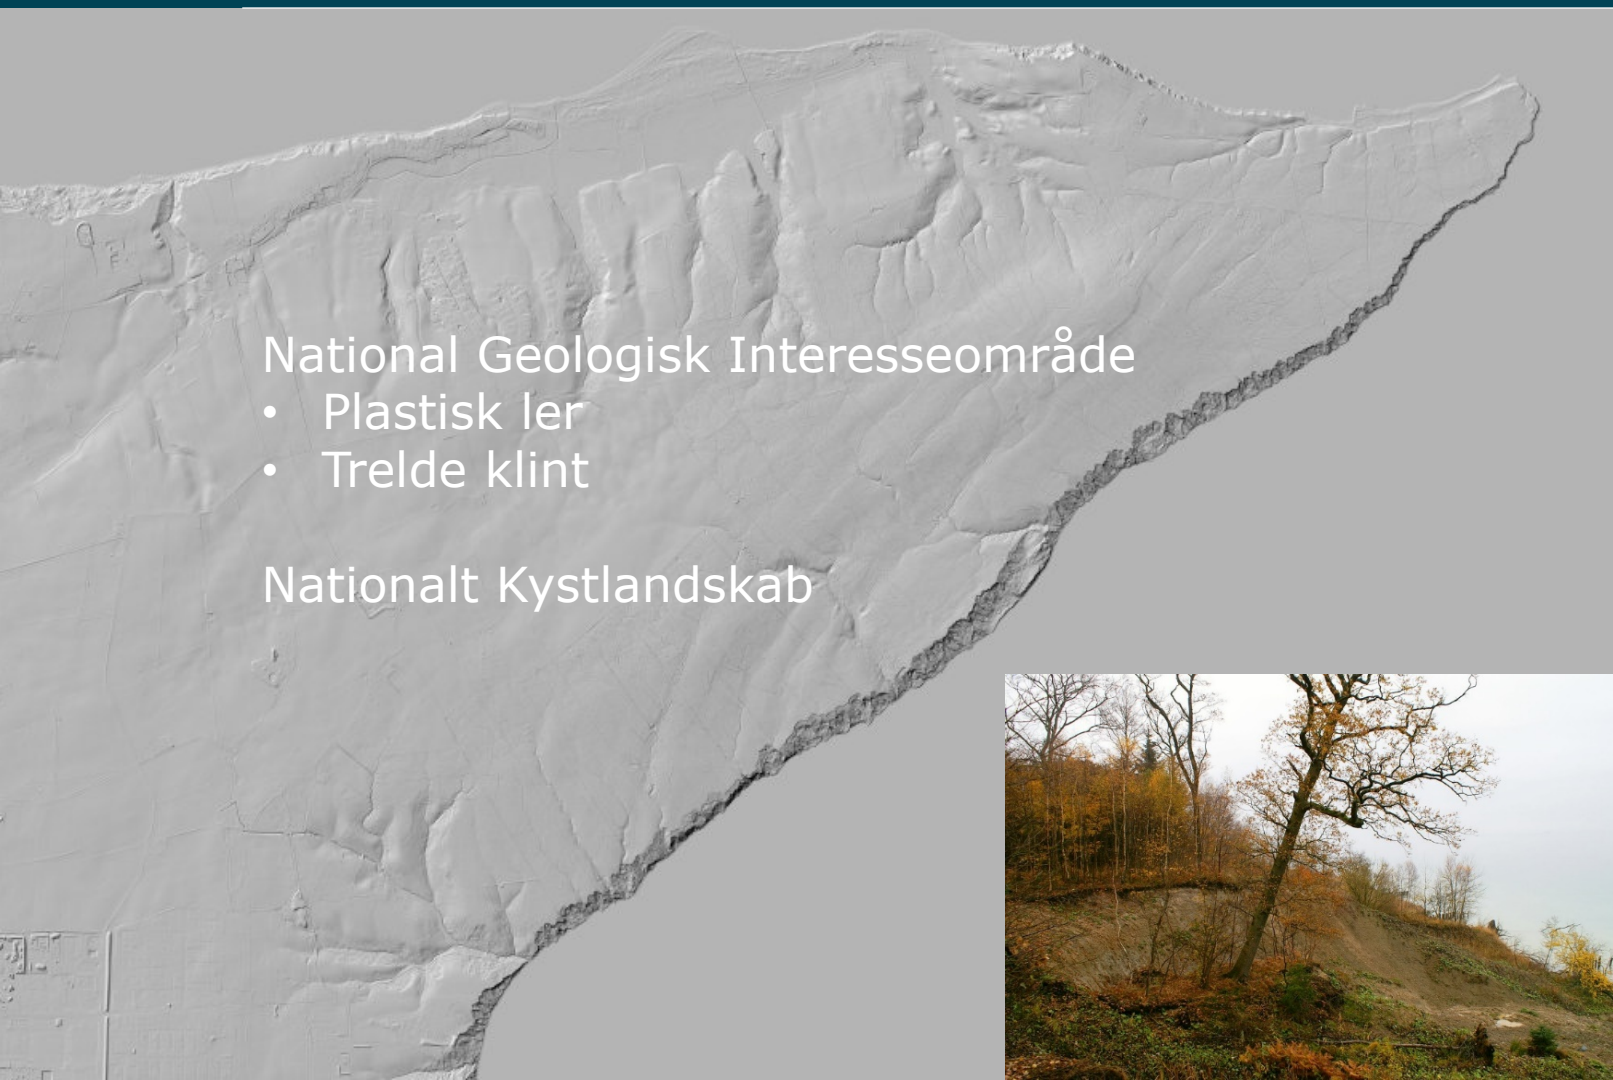 National Geologisk Interesseområde
• Plastisk ler
• Trelde klint
Nationalt Kystlandskab